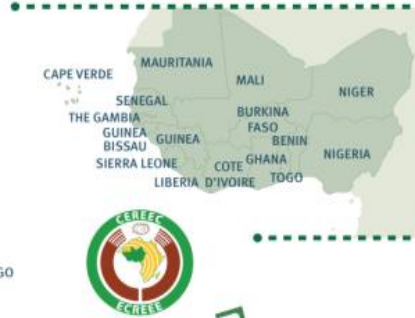 MAURITANIA
CAPE VERDE
MALI
NIGER
SENEGAL
BURKINA
FASO
THE GAMBIA
GUINEA
BISSAU
GUINEA
BENIN
NIGERIA
SIERRA LEONE
COTE
D'IVOIRE
GHANA
LIBERIA
TOGO
CEREEC
ECREEE
GO